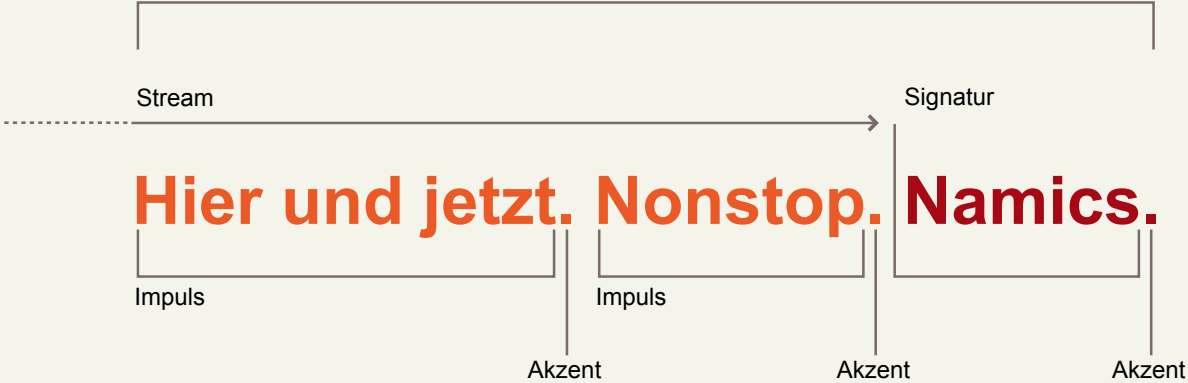 Stream Signatur
Hier und jetzt. Nonstop. Namics.
Impuls Impuls
Akzent Akzent Akzent